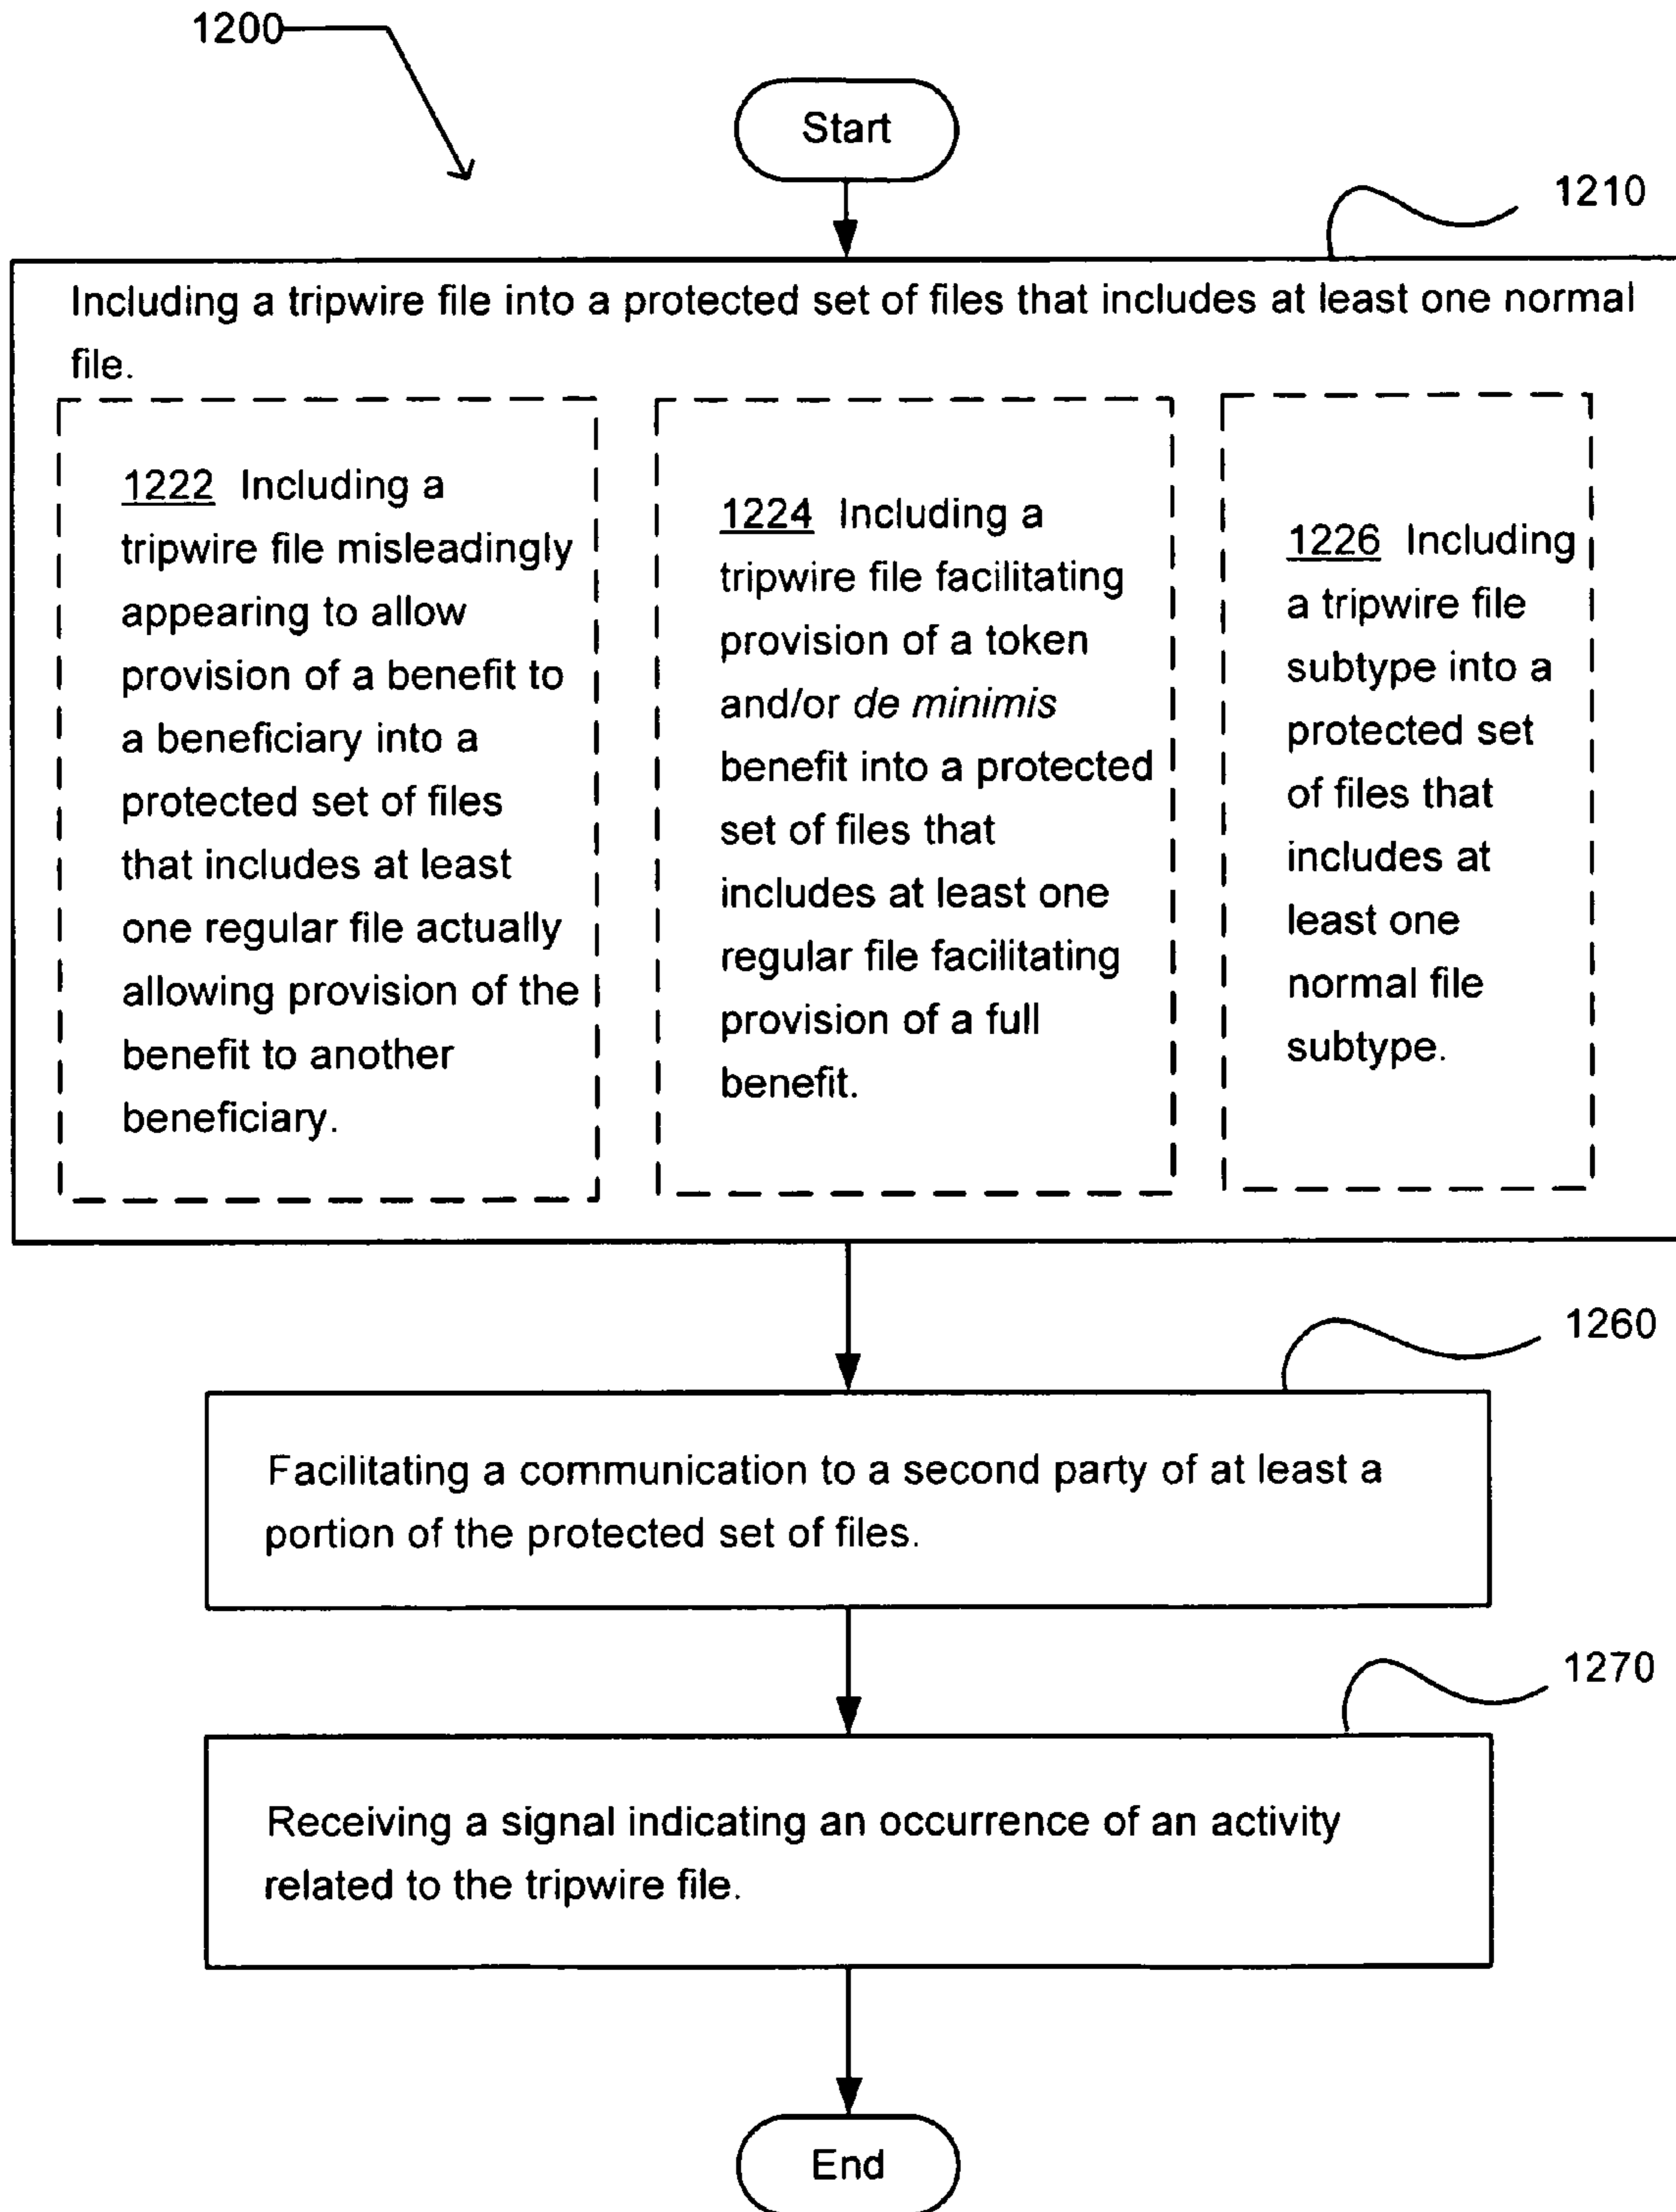 1200
Start
1210
Including a tripwire file into a protected set of files that includes at least one normal
file.
1222 Including a
tripwire file misleadingly
appearing to allow
provision of a benefit to
a beneficiary into a
protected set of files
that includes at least
one regular file actually
allowing provision of the
benefit to another
beneficiary.
1224 Including a
tripwire file facilitating
provision of a token
and/or de minimis
benefit into a protected
set of files that
includes at least one
regular file facilitating
provision of a full
benefit.
1226 Including
a tripwire file
subtype into a
protected set
of files that
includes at
least one
normal file
subtype.
1260
Facilitating a communication to a second party of at least a
portion of the protected set of files.
1270
Receiving a signal indicating an occurrence of an activity
related to the tripwire file.
End